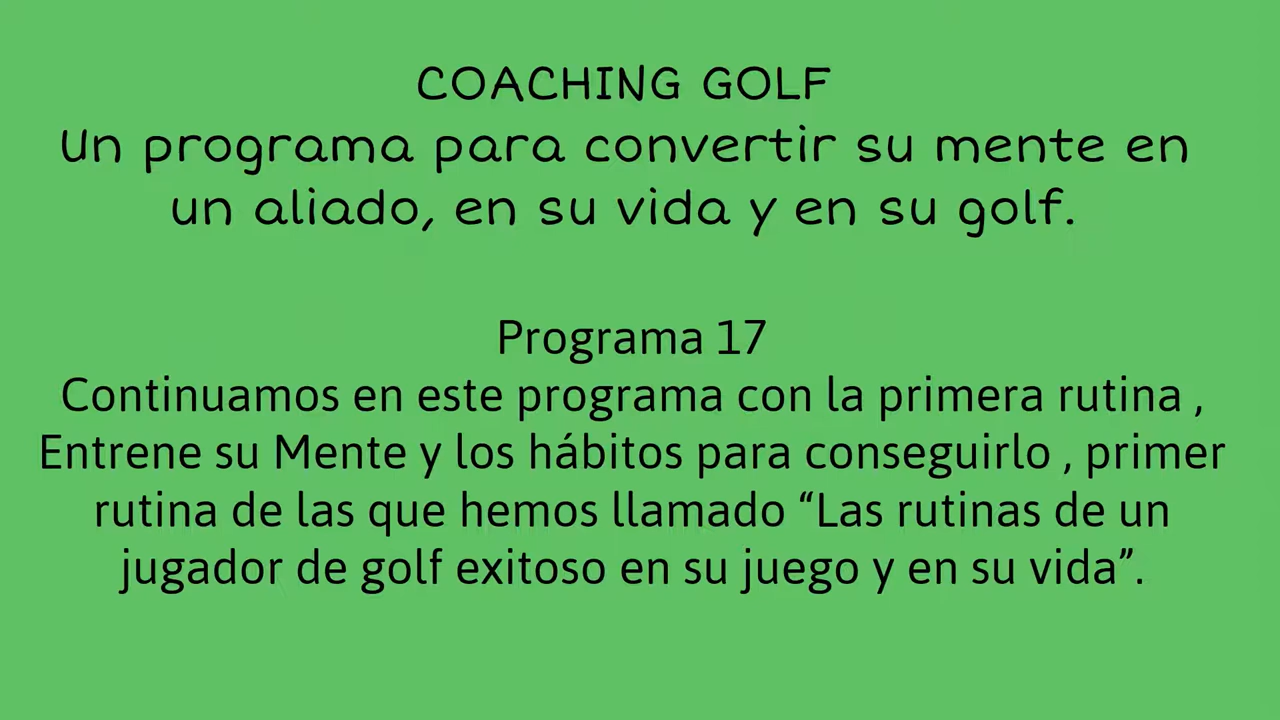 COACHING GOLF
Un programa para convertir su mente en
un aliado, en su vida y en su golf.
Programa 17
Continuamos en este programa con la primera rutina ,
Entrene su Mente y los hábitos para conseguirlo , primer
rutina de las que hemos llamado “Las rutinas de un
jugador de golf exitoso en su juego y en su vida”.